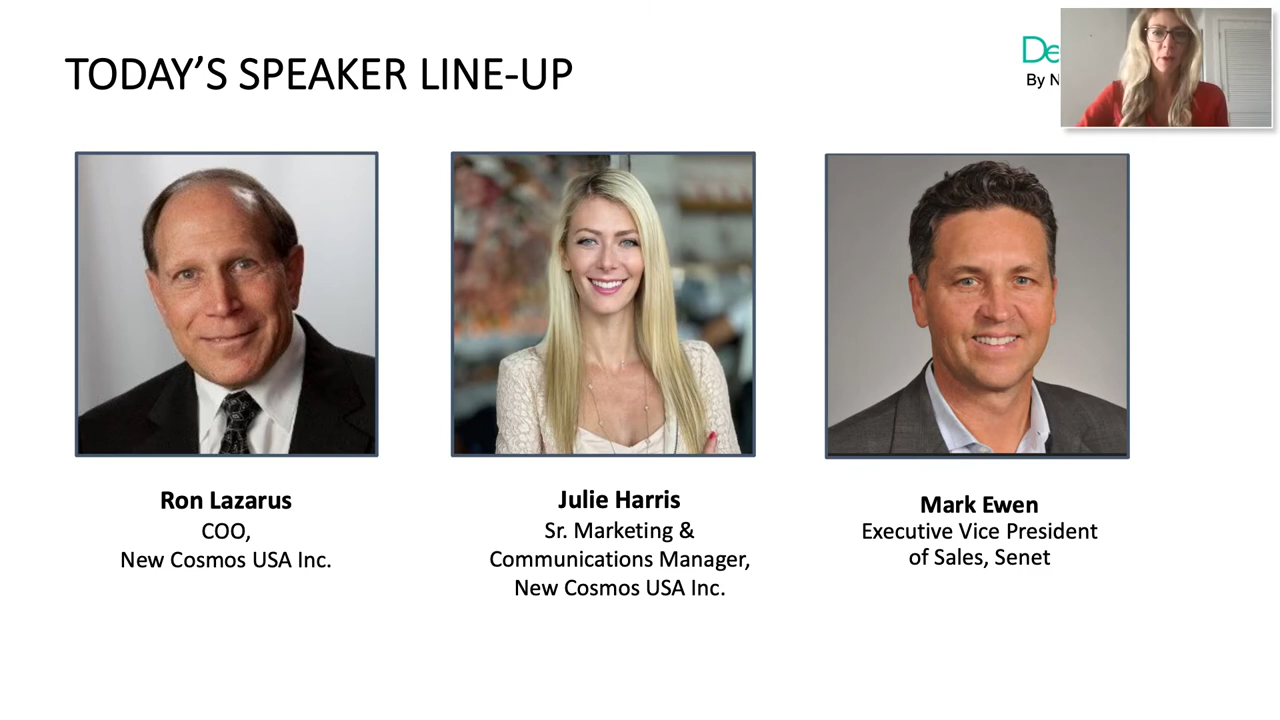 TODAY'S SPEAKER LINE-UP
By
Ron Lazarus
COO,
New Cosmos USA Inc.
Julie Harris
Sr. Marketing &
Communications Manager,
New Cosmos USA Inc.
Mark Ewen
Executive Vice President
of Sales, Senet